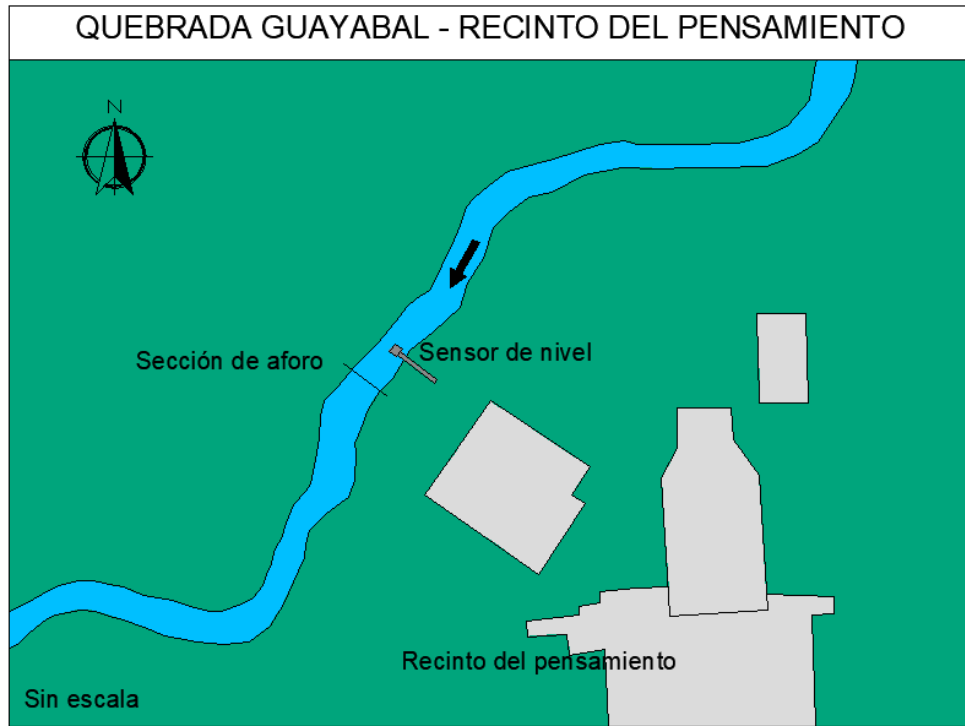 QUEBRADA GUAYABAL - RECINTO DEL PENSAMIENTO
N
Sensor de nivel
Sección de aforo
Recinto del pensamiento
Sin escala